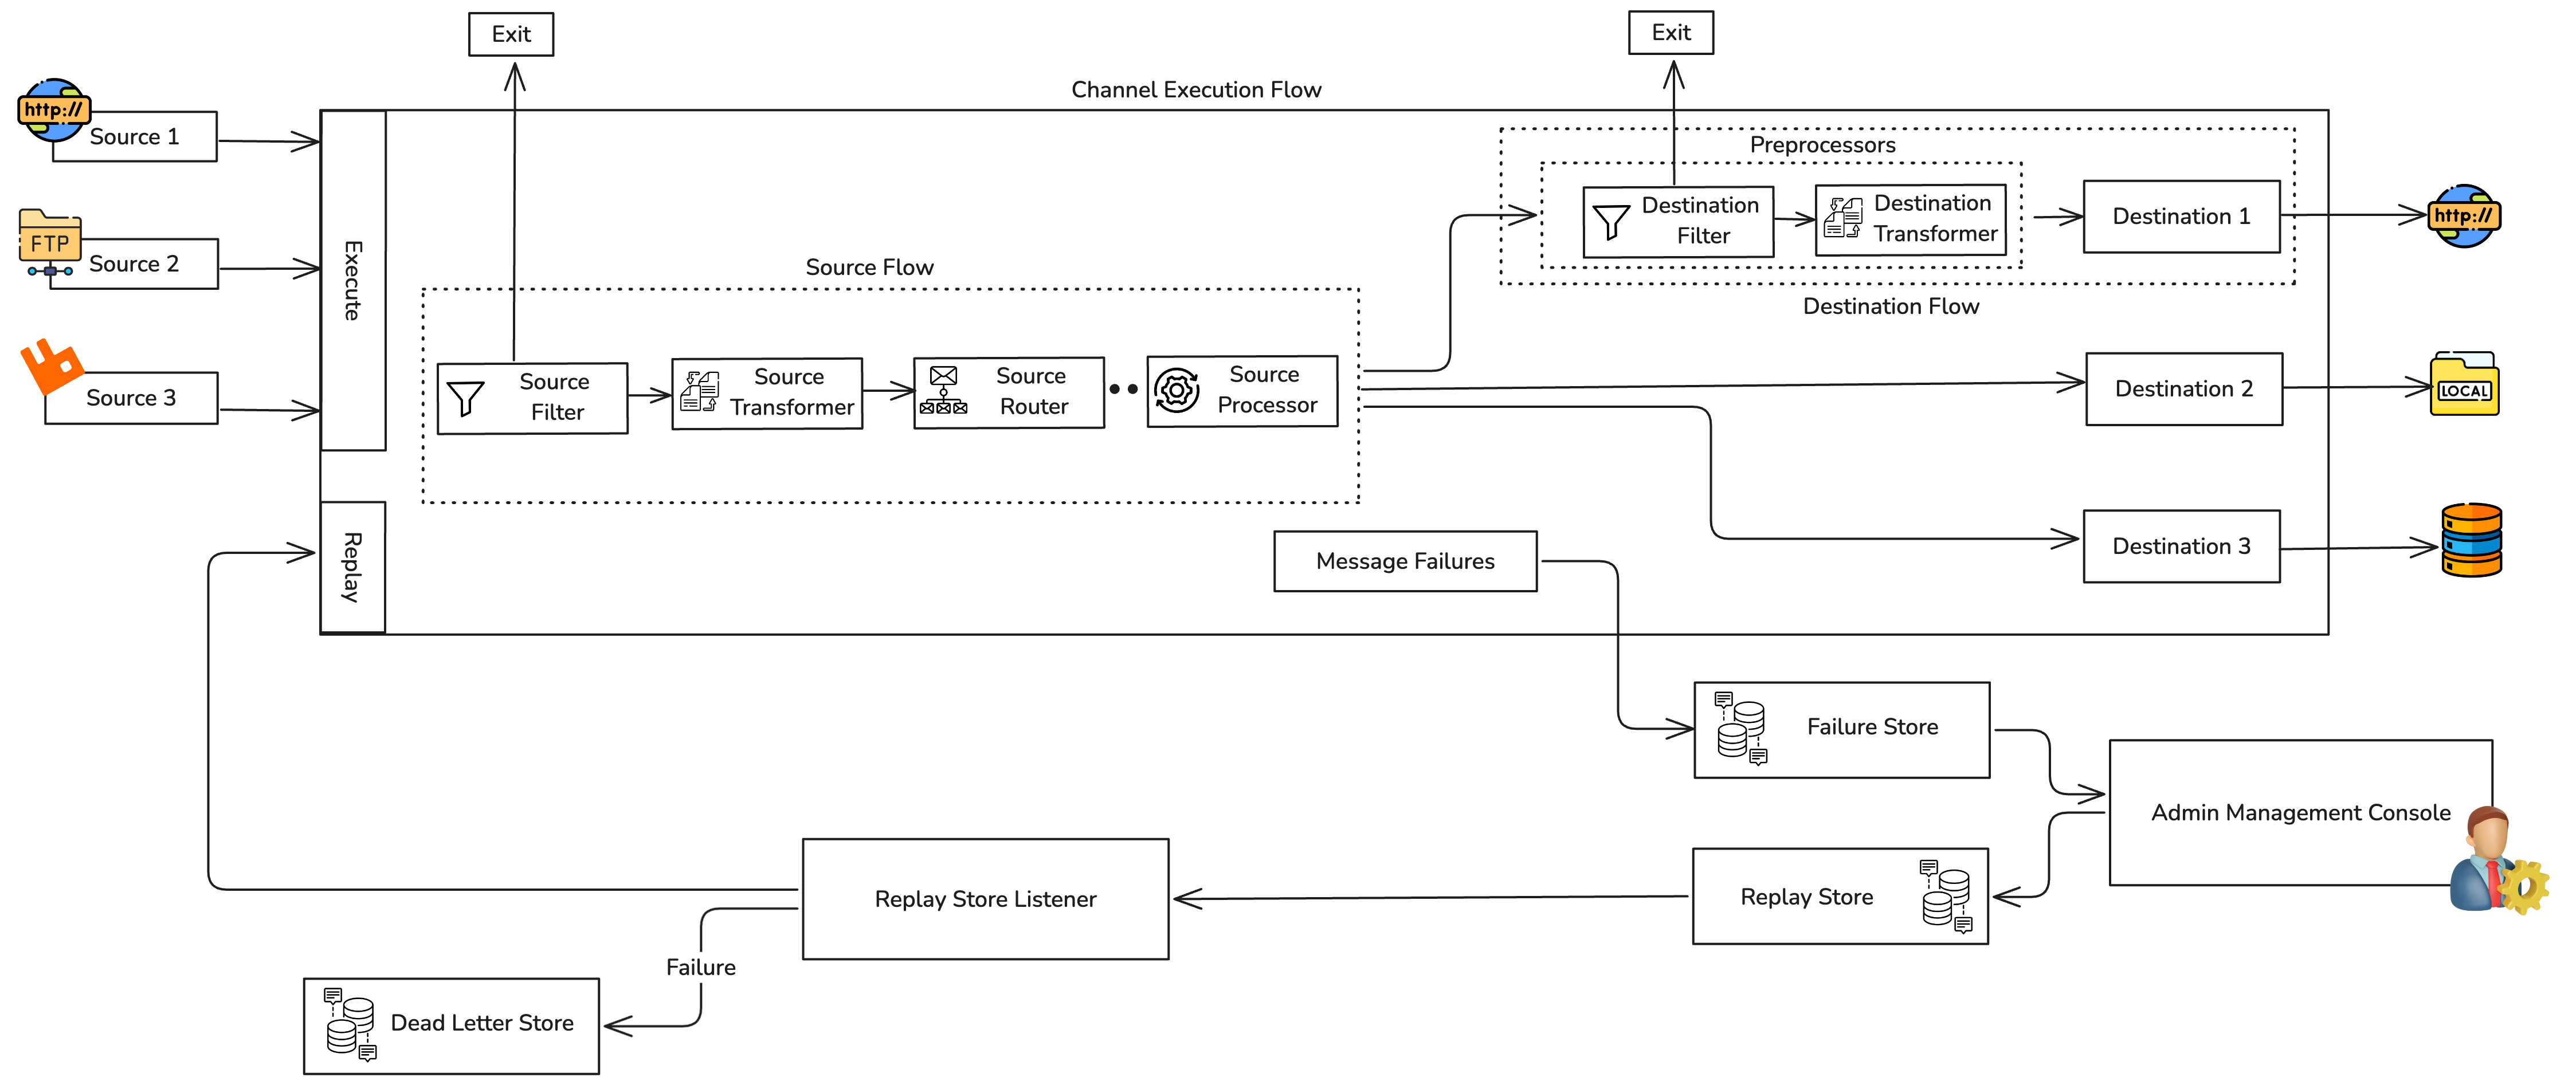 Exit
Exit
Channel Execution Flow
http://
Source 1
Preprocessors
Destination
Filter
Destination
Transformer
Destination 1
http://
FTP
Source 2
Execute
Source Flow
Destination Flow
Source 3
Source
Filter
Source
Transformer
Source
Router
Source
Processor
Destination 2
LOCAL
Replay
Message Failures
Destination 3
Failure Store
Admin Management Console
Replay Store Listener
Replay Store
Failure
Dead Letter Store